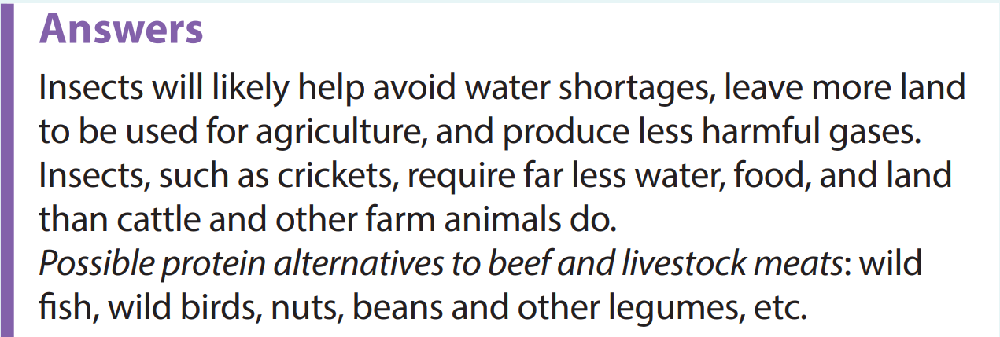 Answers
Insects will likely help avoid water shortages, leave more land
to be used for agriculture, and produce less harmful gases.
Insects, such as crickets, require far less water, food, and land
than cattle and other farm animals do.
Possible protein alternatives to beef and livestock meats: wild
fish, wild birds, nuts, beans and other legumes, etc.